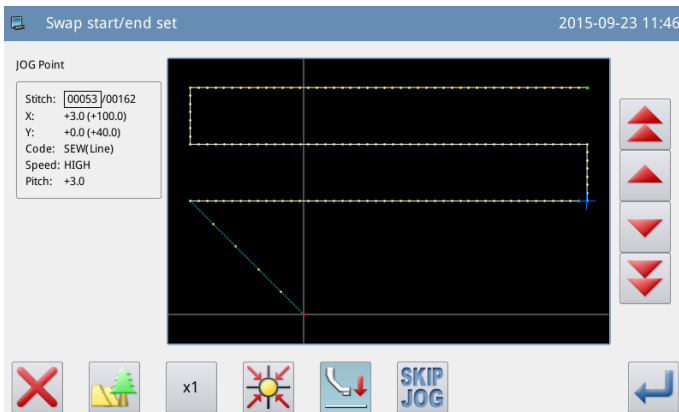 Swap start/end set 2015-09-23 11:46
JOG Point
Stitch: 00053 /00162
X: +3.0 (+100.0)
Y: +0.0 (+40.0)
Code: SEW(Line)
Speed: HIGH
Pitch: +3.0
x1
SKIP
JOG